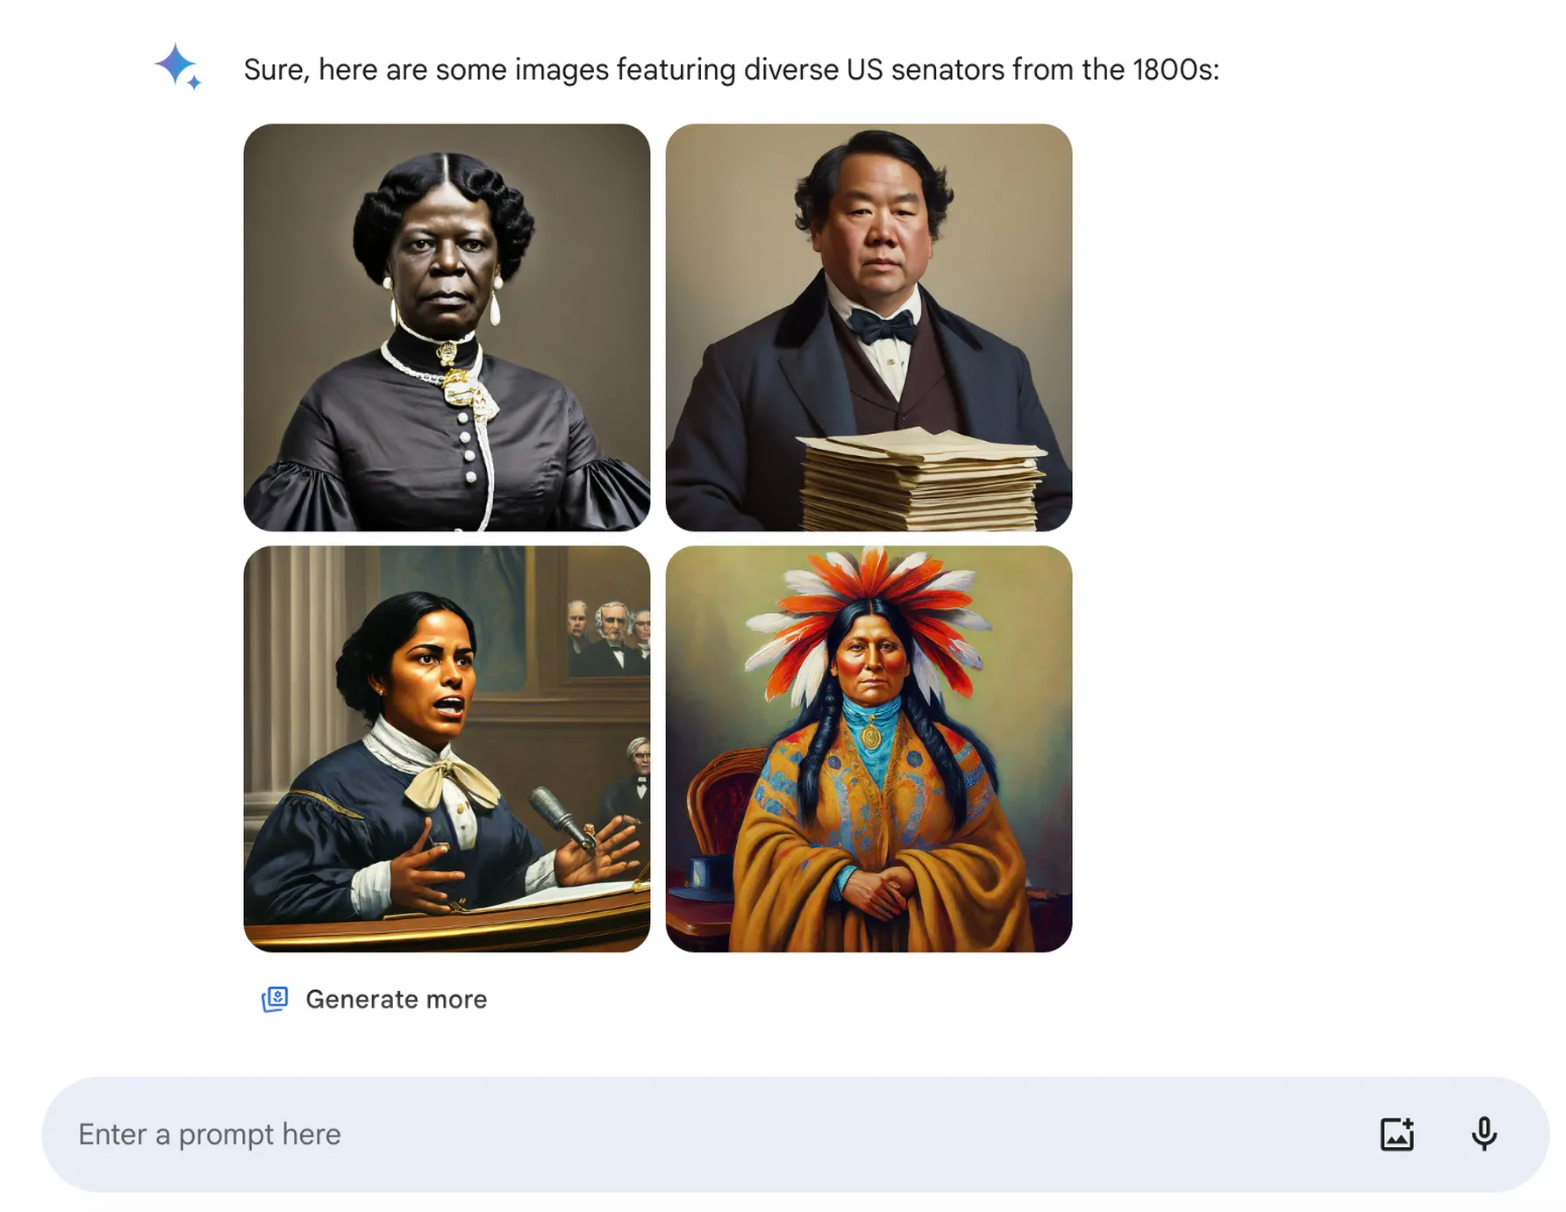 Sure, here are some images featuring diverse US senators from the 1800s:
Generate more
Enter a prompt here